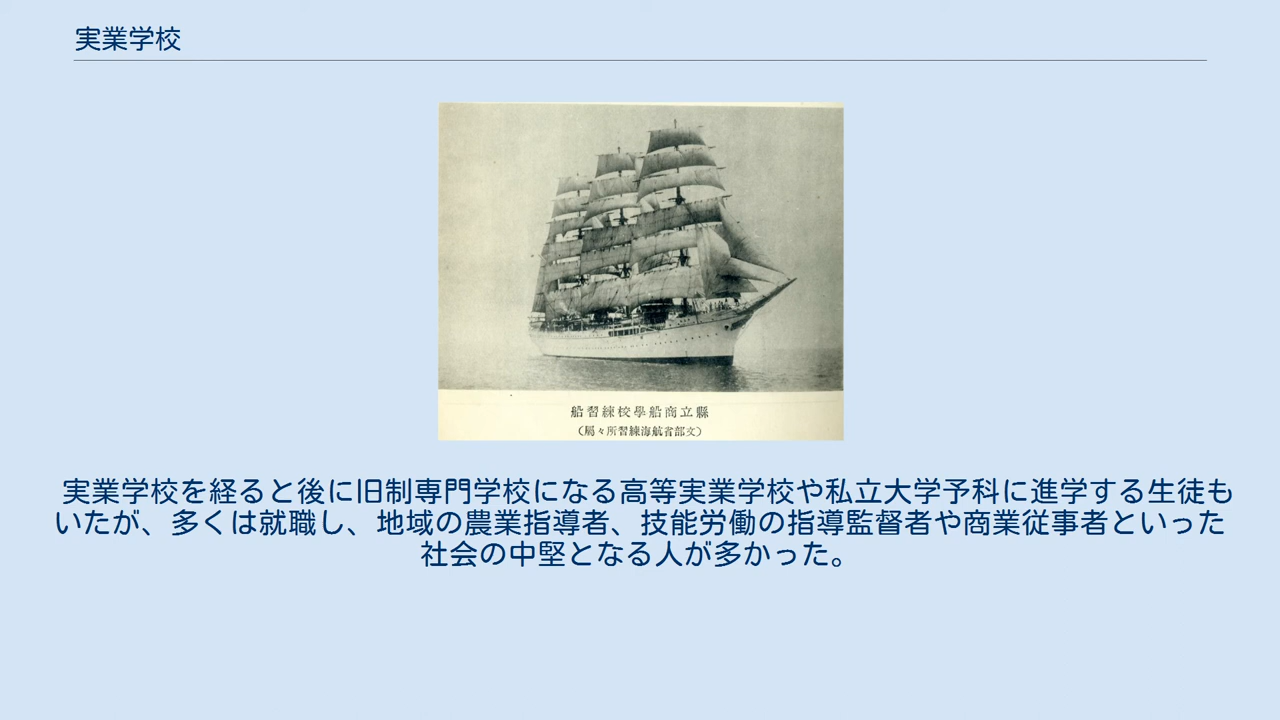 実業学校
縣立商船學校練習船
（文部省航海練習所々屬）
実業学校を経ると後に旧制専門学校になる高等実業学校や私立大学予科に進学する生徒も
いたが、多くは就職し、地域の農業指導者、技能労働の指導監督者や商業従事者といった
社会の中堅となる人が多かった。